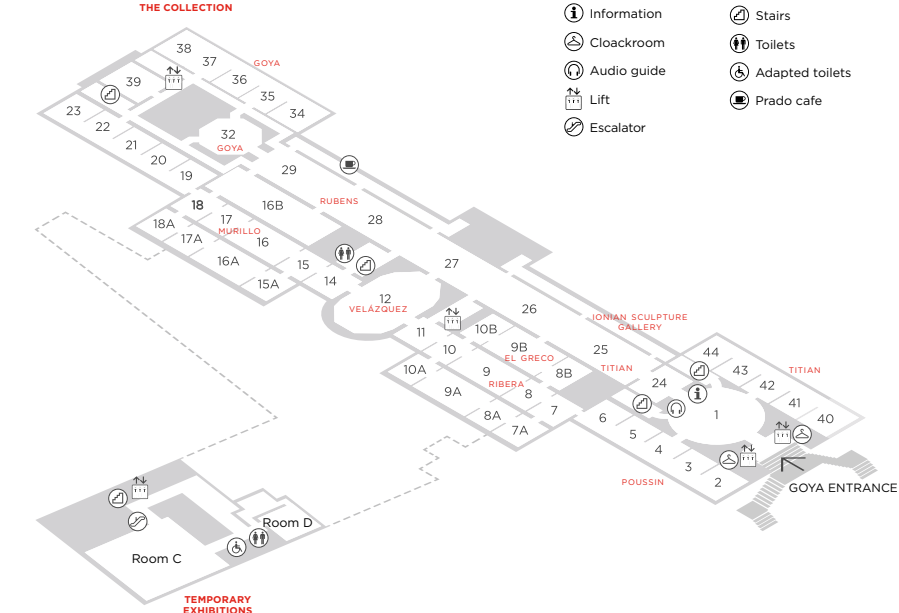 THE COLLECTION
Information
Cloackroom
Audio guide
Lift
Escalator
Stairs
Toilets
Adapted toilets
Prado cafe
38
37
GOYA
39
36
35
34
23
22
32
GOYA
21
20
19
29
18
16B
RUBENS
28
18A
17
MURILLO
17A
16
16A
15
27
15A
14
12
VELÁZQUEZ
26
11
10B
IONIAN SCULPTURE
GALLERY
10
9B
EL GRECO
25
44
10A
9
8B
TITIAN
43
TITIAN
RIBERA
24
42
9A
8
41
8A
7
6
1
40
7A
5
4
3
2
POUSSIN
GOYA ENTRANCE
Room D
Room C
TEMPORARY
EXHIBITIONS